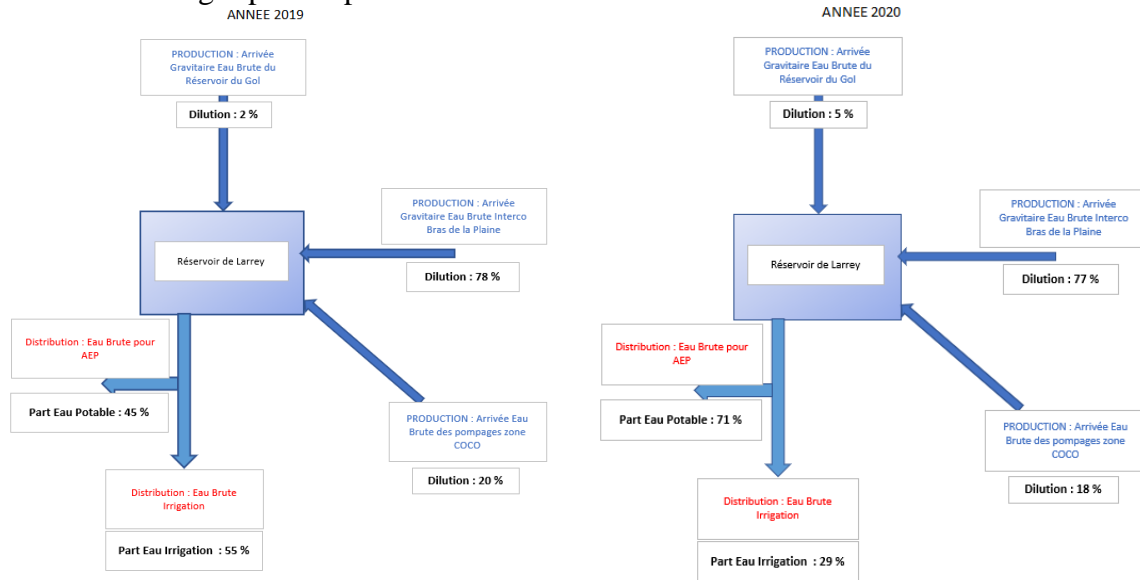 ANNEE 2019
PRODUCTION : Arrivée
Gravitaire Eau Brute du
Réservoir du Gol
Dilution : 2 %
PRODUCTION : Arrivée
Gravitaire Eau Brute Interco
Bras de la Plaine
Réservoir de Larrey
Dilution : 78 %
Distribution : Eau Brute pour
AEP
Part Eau Potable : 45 %
PRODUCTION : Arrivée Eau
Brute des pompages zone
COCO
Dilution : 20 %
Distribution : Eau Brute
Irrigation
Part Eau Irrigation : 55 %
ANNEE 2020
PRODUCTION : Arrivée
Gravitaire Eau Brute du
Réservoir du Gol
Dilution : 5 %
PRODUCTION : Arrivée
Gravitaire Eau Brute Interco
Bras de la Plaine
Réservoir de Larrey
Dilution : 77 %
Distribution : Eau Brute pour
AEP
Part Eau Potable : 71 %
PRODUCTION : Arrivée Eau
Brute des pompages zone
COCO
Dilution : 18 %
Distribution : Eau Brute
Irrigation
Part Eau Irrigation : 29 %